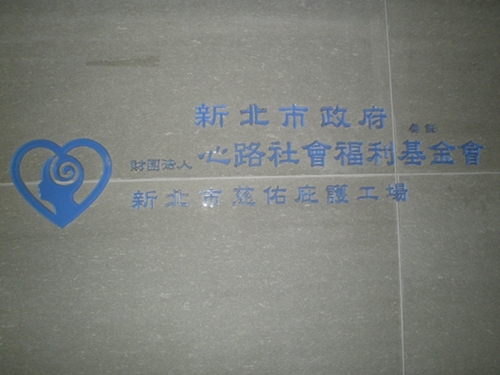 新北市政府 委託
財團法人 心路社會福利基金會
新北市慈佑庇護工場